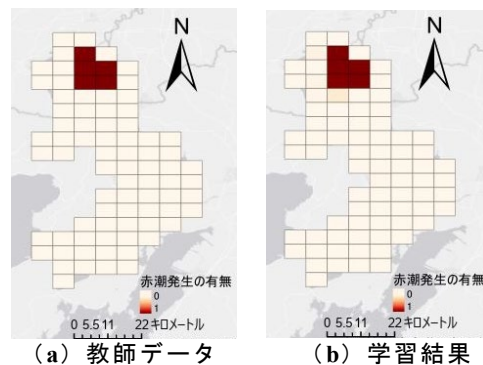 N
赤潮発生の有無
0
1
0 5.5 11 22 キロメートル
(a) 教師データ
N
赤潮発生の有無
0
1
0 5.5 11 22 キロメートル
(b) 学習結果